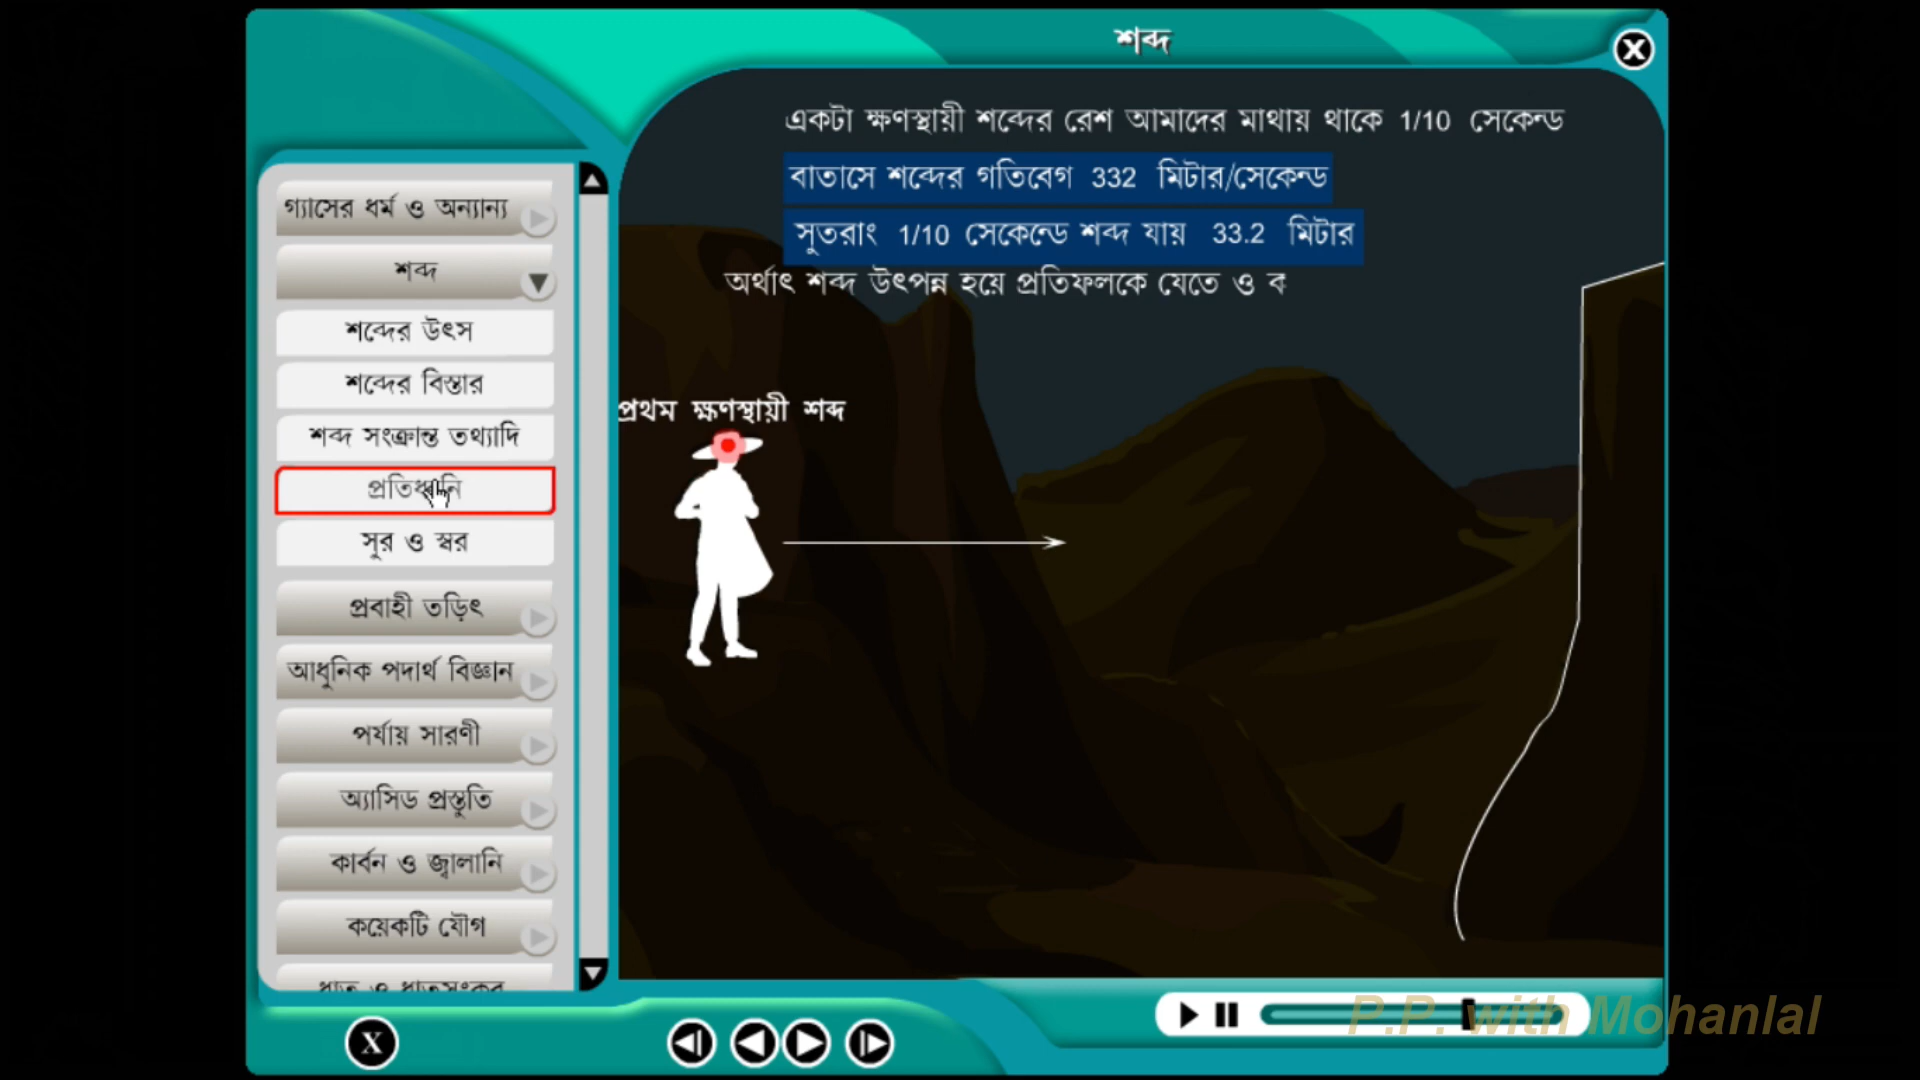 শব্দ
একটা ক্ষণস্থায়ী শব্দের রেশ আমাদের মাথায় থাকে 1/10 সেকেন্ড
বাতাসে শব্দের গতিবেগ 332 মিটার/সেকেন্ড
সুতরাং 1/10 সেকেন্ডে শব্দ যায় 33.2 মিটার
অর্থাৎ শব্দ উৎপন্ন হয়ে প্রতিফলকে যেতে ও ব
প্রথম ক্ষণস্থায়ী শব্দ
গ্যাসের ধর্ম ও অন্যান্য
শব্দ
শব্দের উৎস
শব্দের বিস্তার
শব্দ সংক্রান্ত তথ্যাদি
প্রতিধ্বনি
সুর ও স্বর
প্রবাহী তড়িৎ
আধুনিক পদার্থ বিজ্ঞান
পর্যায় সারণী
অ্যাসিড প্রস্তুতি
কার্বন ও জ্বালানি
কয়েকটি যৌগ
ধাতু ও ধাতুসংকর
X
P.P. with Mohanlal